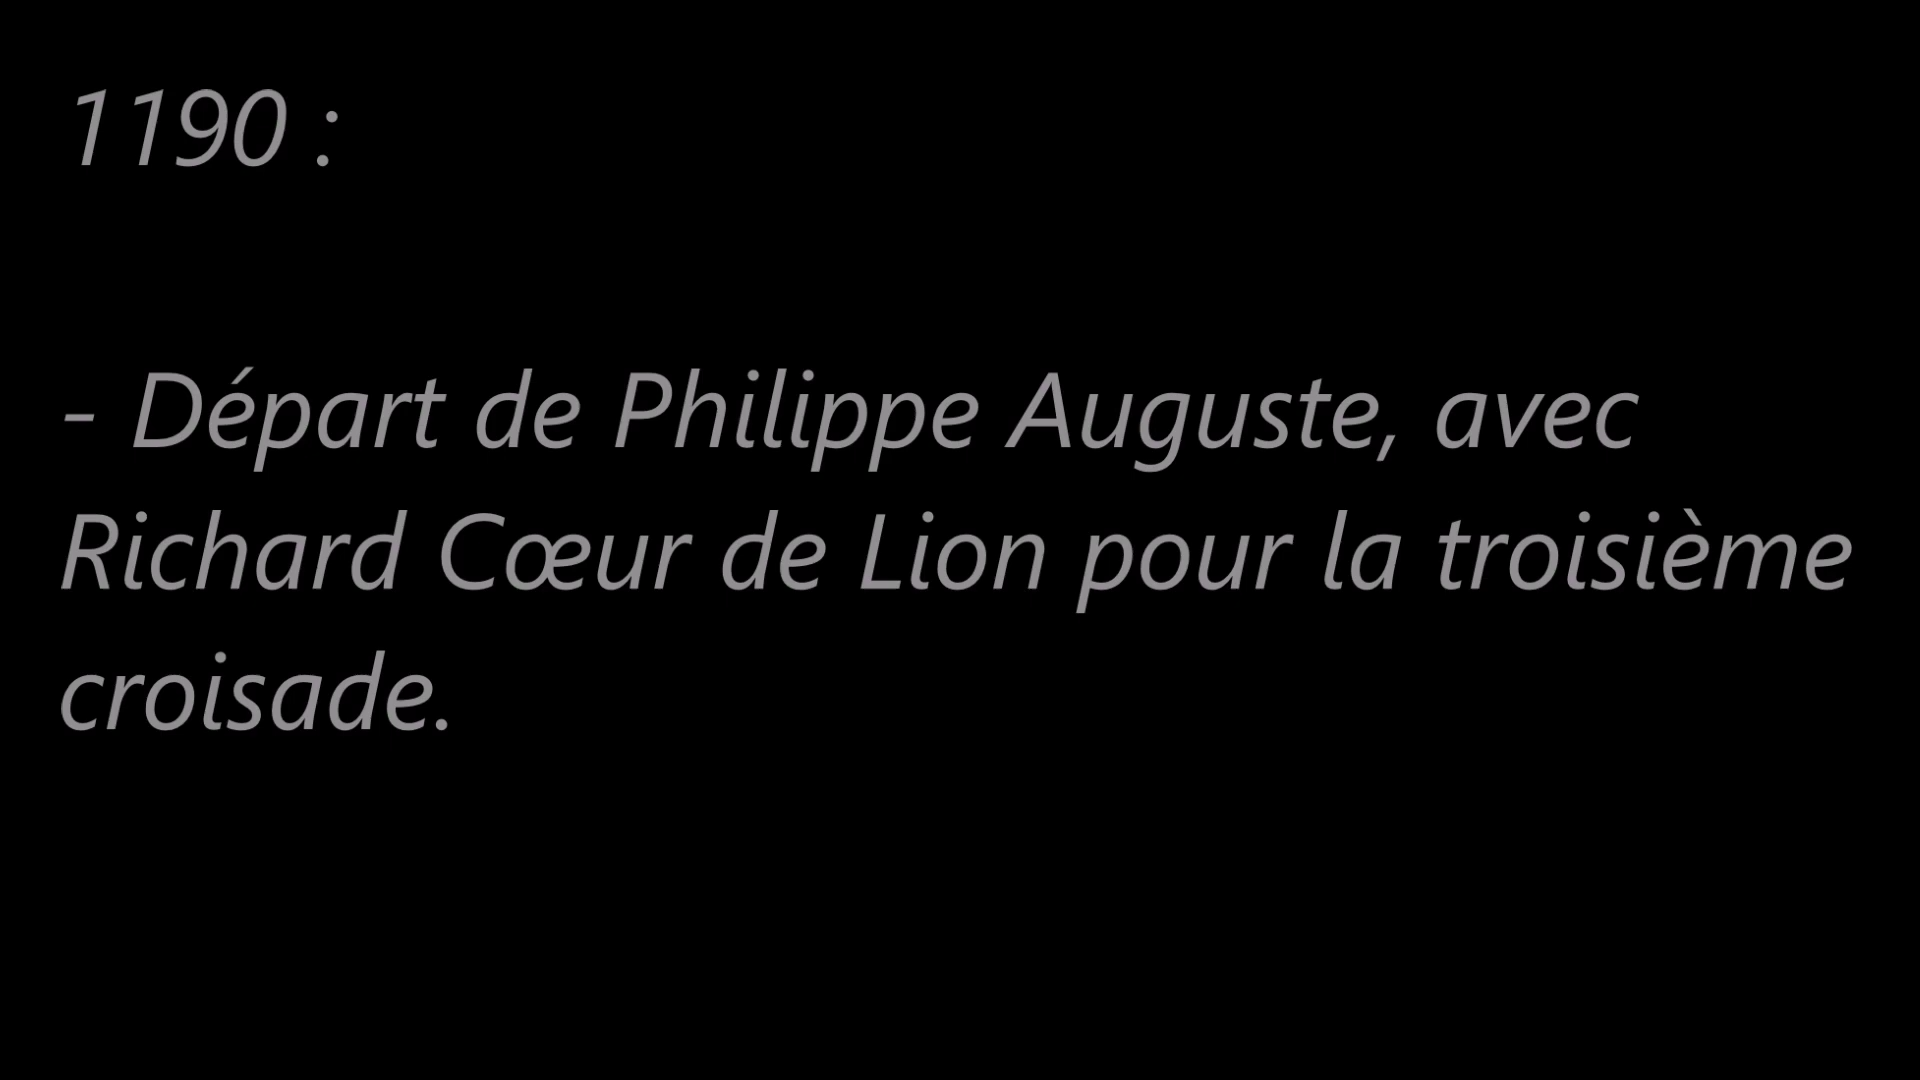 1190 :
- Départ de Philippe Auguste, avec
Richard Cœur de Lion pour la troisième
croisade.